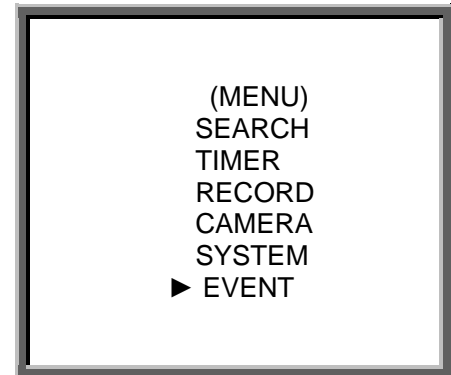 (MENU)
SEARCH
TIMER
RECORD
CAMERA
SYSTEM
► EVENT